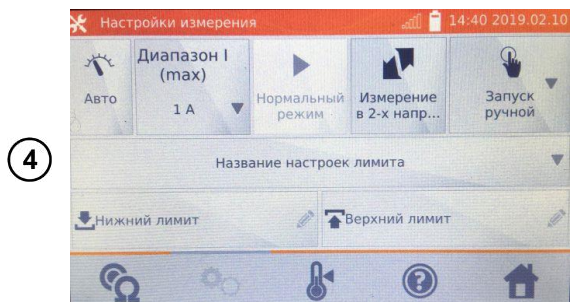 Настройки измерения 14:40 2019.02.10
Авто
Диапазон I
(max)
1 A
Нормальный
режим
Измерение
в 2-х напр...
Запуск
ручной
4
Название настроек лимита
Нижний лимит
Верхний лимит